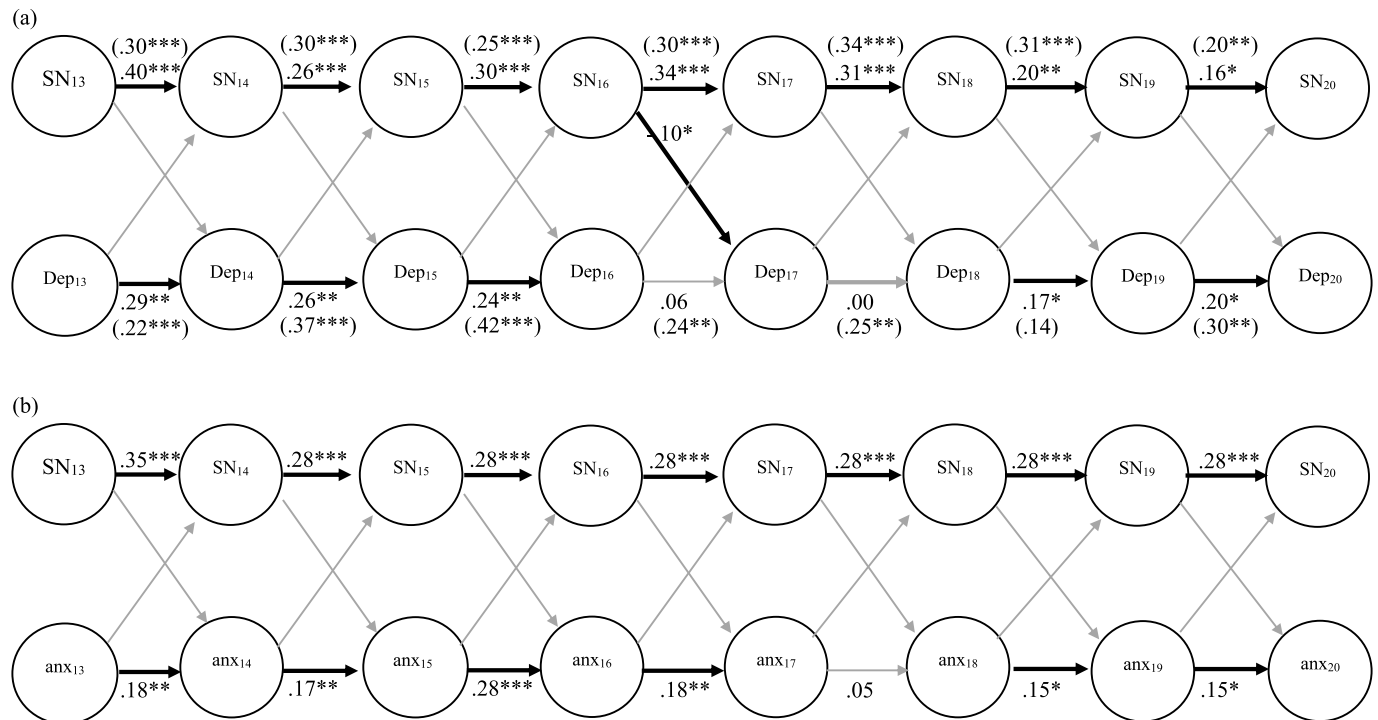 (a)
(.30***) (.30***) (.25***) (.30***) (.34***) (.31***) (.20**)
.40*** .26*** .30*** .34*** .31*** .20** .16*
SN13 SN14 SN15 SN16 SN17 SN18 SN19 SN20
-.10*
Dep13 Dep14 Dep15 Dep16 Dep17 Dep18 Dep19 Dep20
.29** .26** .24** .06 .00 .17* .20*
(.22***) (.37***) (.42***) (.24**) (.25**) (.14) (.30**)
(b)
.35*** .28*** .28*** .28*** .28*** .28*** .28***
SN13 SN14 SN15 SN16 SN17 SN18 SN19 SN20
anx13 anx14 anx15 anx16 anx17 anx18 anx19 anx20
.18** .17** .28*** .18** .05 .15* .15*